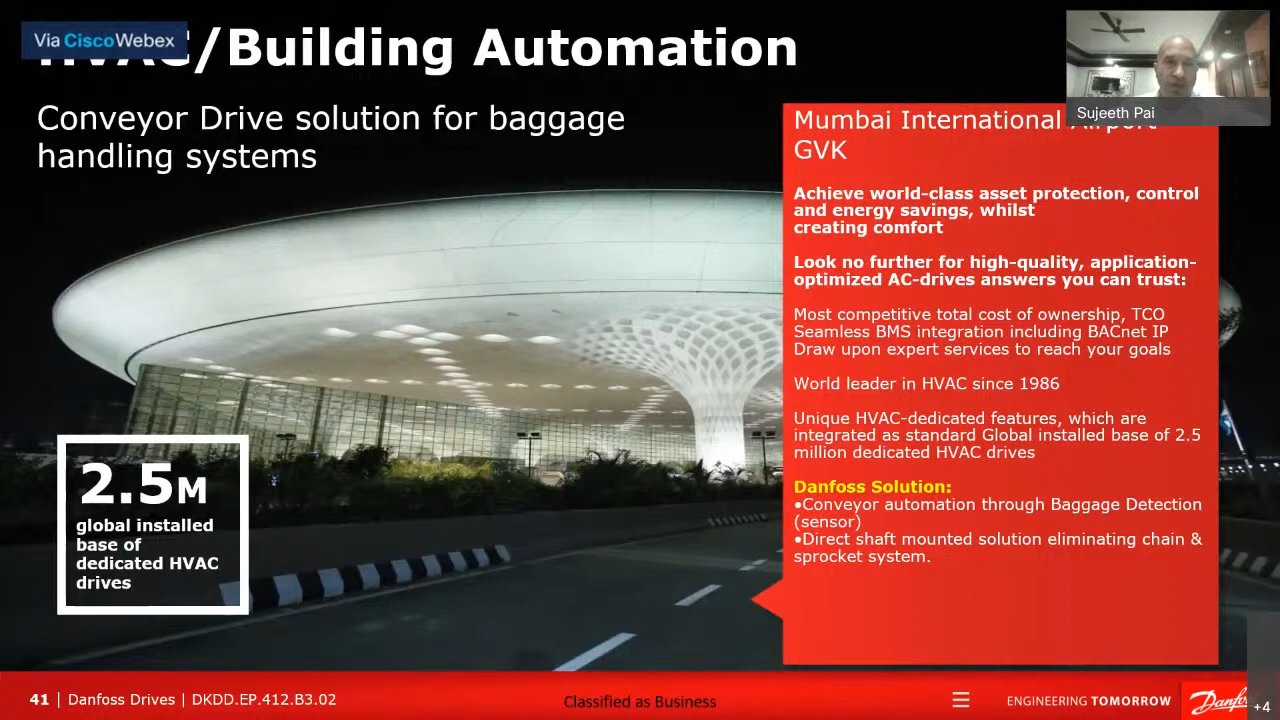 Via Cisco Webex
HVAC/Building Automation
Conveyor Drive solution for baggage
handling systems
Sujeeth Pai
Mumbai International Airport
GVK
Achieve world-class asset protection, control
and energy savings, whilst
creating comfort
Look no further for high-quality, application-
optimized AC-drives answers you can trust:
Most competitive total cost of ownership, TCO
Seamless BMS integration including BACnet IP
Draw upon expert services to reach your goals
World leader in HVAC since 1986
Unique HVAC-dedicated features, which are
integrated as standard Global installed base of 2.5
million dedicated HVAC drives
Danfoss Solution:
•Conveyor automation through Baggage Detection
(sensor)
•Direct shaft mounted solution eliminating chain &
sprocket system.
2.5M
global installed
base of
dedicated HVAC
drives
41 | Danfoss Drives | DKDD.EP.412.B3.02
Classified as Business
ENGINEERING TOMORROW
Danfo
+4